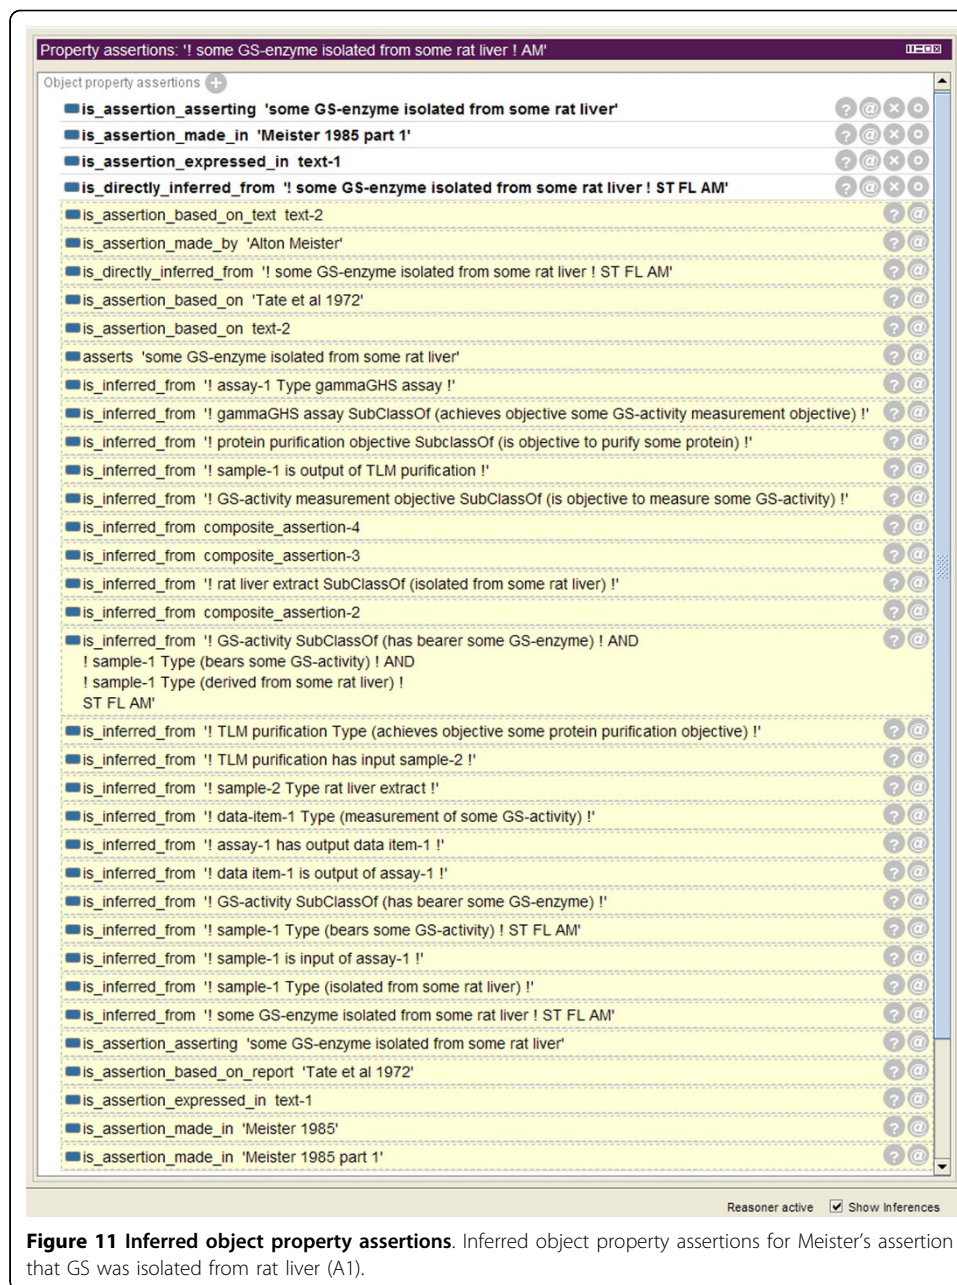 Property assertions: '! some GS-enzyme isolated from some rat liver ! AM'
Object property assertions
is_assertion_asserting 'some GS-enzyme isolated from some rat liver'
is_assertion_made_in 'Meister 1985 part 1'
is_assertion_expressed_in text-1
is_directly_inferred_from '! some GS-enzyme isolated from some rat liver ! ST FL AM'
is_assertion_based_on_text text-2
is_assertion_made_by 'Alton Meister'
is_directly_inferred_from '! some GS-enzyme isolated from some rat liver ! ST FL AM'
is_assertion_based_on 'Tate et al 1972'
is_assertion_based_on text-2
asserts 'some GS-enzyme isolated from some rat liver'
is_inferred_from '! assay-1 Type gammaGHS assay !'
is_inferred_from '! gammaGHS assay SubClassOf (achieves objective some GS-activity measurement objective) !'
is_inferred_from '! protein purification objective SubclassOf (is objective to purify some protein) !'
is_inferred_from '! sample-1 is output of TLM purification !'
is_inferred_from '! GS-activity measurement objective SubClassOf (is objective to measure some GS-activity) !'
is_inferred_from composite_assertion-4
is_inferred_from composite_assertion-3
is_inferred_from '! rat liver extract SubClassOf (isolated from some rat liver) !'
is_inferred_from composite_assertion-2
is_inferred_from '! GS-activity SubClassOf (has bearer some GS-enzyme) ! AND
! sample-1 Type (bears some GS-activity) ! AND
! sample-1 Type (derived from some rat liver) !
ST FL AM'
is_inferred_from '! TLM purification Type (achieves objective some protein purification objective) !'
is_inferred_from '! TLM purification has input sample-2 !'
is_inferred_from '! sample-2 Type rat liver extract !'
is_inferred_from '! data-item-1 Type (measurement of some GS-activity) !'
is_inferred_from '! assay-1 has output data item-1 !'
is_inferred_from '! data item-1 is output of assay-1 !'
is_inferred_from '! GS-activity SubClassOf (has bearer some GS-enzyme) !'
is_inferred_from '! sample-1 Type (bears some GS-activity) ! ST FL AM'
is_inferred_from '! sample-1 is input of assay-1 !'
is_inferred_from '! sample-1 Type (isolated from some rat liver) !'
is_inferred_from '! some GS-enzyme isolated from some rat liver ! ST FL AM'
is_assertion_asserting 'some GS-enzyme isolated from some rat liver'
is_assertion_based_on_report 'Tate et al 1972'
is_assertion_expressed_in text-1
is_assertion_made_in 'Meister 1985'
is_assertion_made_in 'Meister 1985 part 1'
Reasoner active Show Inferences
Figure 11 Inferred object property assertions. Inferred object property assertions for Meister's assertion
that GS was isolated from rat liver (A1).